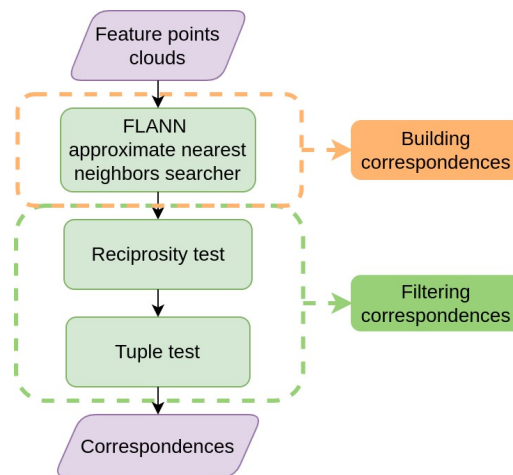 Feature points
clouds
FLANN
approximate nearest
neighbors searcher
Building
correspondences
Reciprosity test
Filtering
correspondences
Tuple test
Correspondences